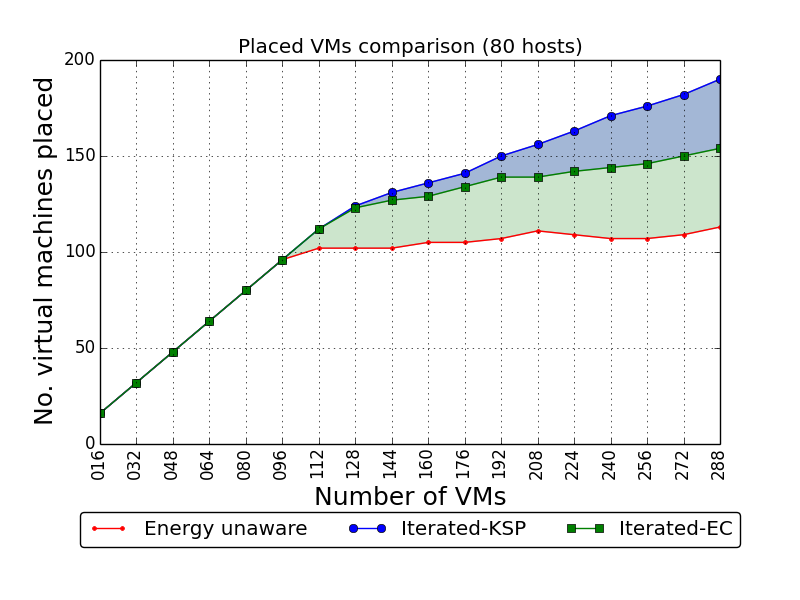 Placed VMs comparison (80 hosts)
No. virtual machines placed
200
150
100
50
0
016 032 048 064 080 096 112 128 144 160 176 192 208 224 240 256 272 288
Number of VMs
Energy unaware Iterated-KSP Iterated-EC